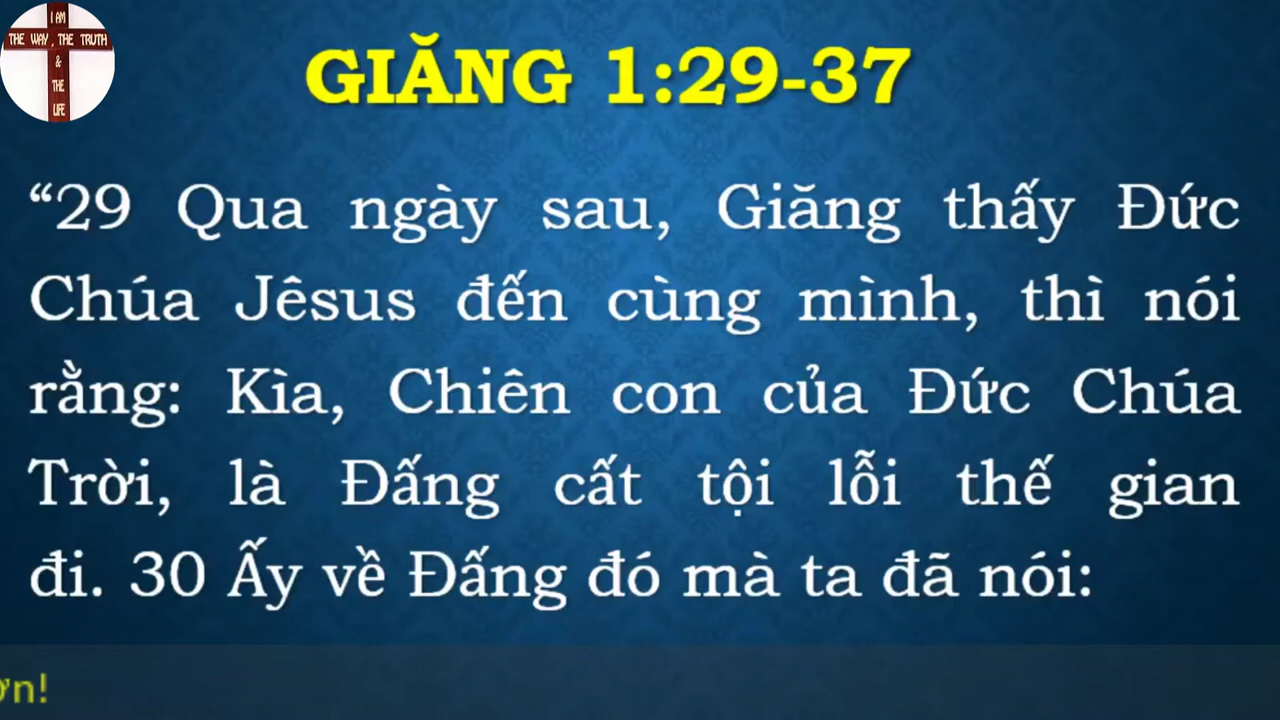 I AM
THE WAY, THE TRUTH
&
THE
LIFE
GIĂNG 1:29-37
“29 Qua ngày sau, Giăng thấy Đức
Chúa Jêsus đến cùng mình, thì nói
rằng: Kìa, Chiên con của Đức Chúa
Trời, là Đấng cất tội lỗi thế gian
đi. 30 Ấy về Đấng đó mà ta đã nói:
ơn!